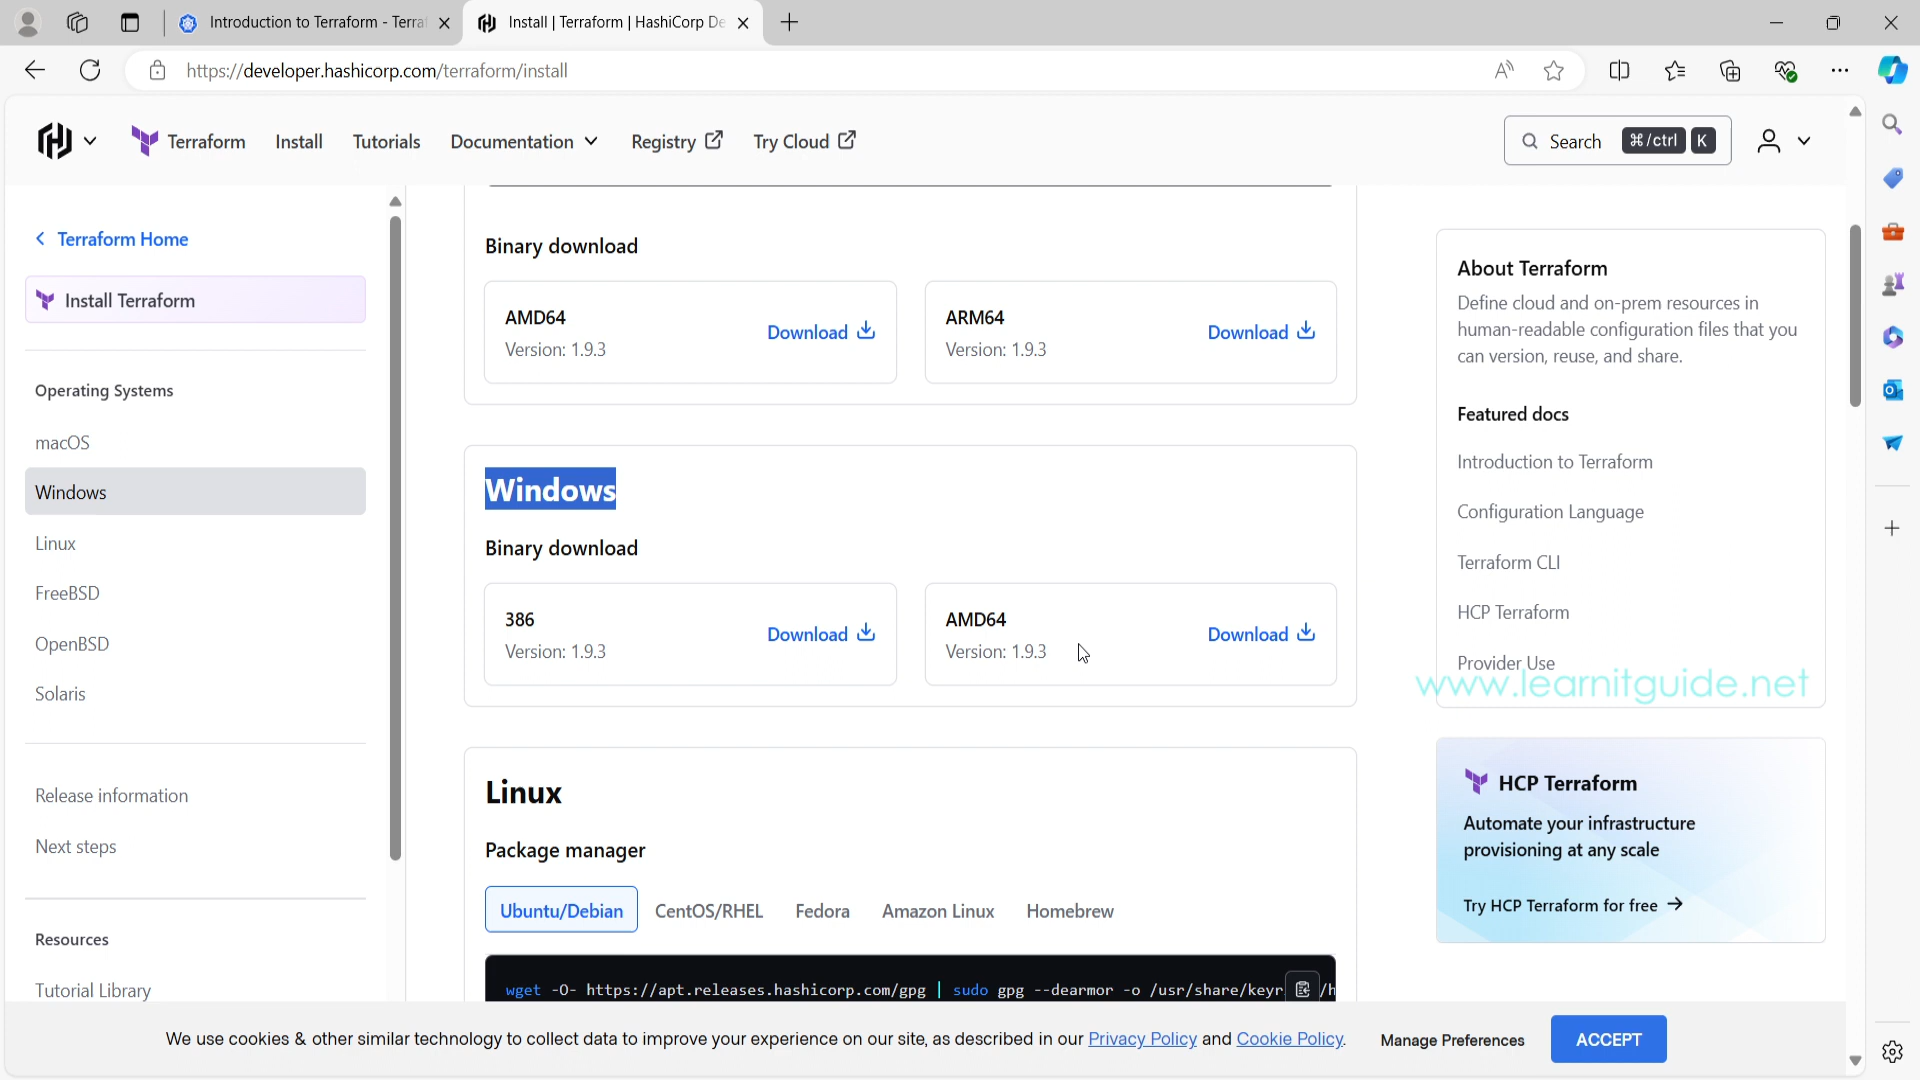 Introduction to Terraform - Terra
Install | Terraform | HashiCorp De
https://developer.hashicorp.com/terraform/install
Terraform
Install
Tutorials
Documentation
Registry
Try Cloud
Search
⌘/ctrl
K
Terraform Home
Install Terraform
Operating Systems
macOS
Windows
Linux
FreeBSD
OpenBSD
Solaris
Release information
Next steps
Resources
Tutorial Library
Binary download
AMD64
Version: 1.9.3
Download
ARM64
Version: 1.9.3
Download
Windows
Binary download
386
Version: 1.9.3
Download
AMD64
Version: 1.9.3
Download
Linux
Package manager
Ubuntu/Debian
CentOS/RHEL
Fedora
Amazon Linux
Homebrew
wget -O- https://apt.releases.hashicorp.com/gpg | sudo gpg --dearmor -o /usr/share/keyr /h
About Terraform
Define cloud and on-prem resources in
human-readable configuration files that you
can version, reuse, and share.
Featured docs
Introduction to Terraform
Configuration Language
Terraform CLI
HCP Terraform
Provider Use
www.learnitguide.net
HCP Terraform
Automate your infrastructure
provisioning at any scale
Try HCP Terraform for free
We use cookies & other similar technology to collect data to improve your experience on our site, as described in our Privacy Policy and Cookie Policy.
Manage Preferences
ACCEPT